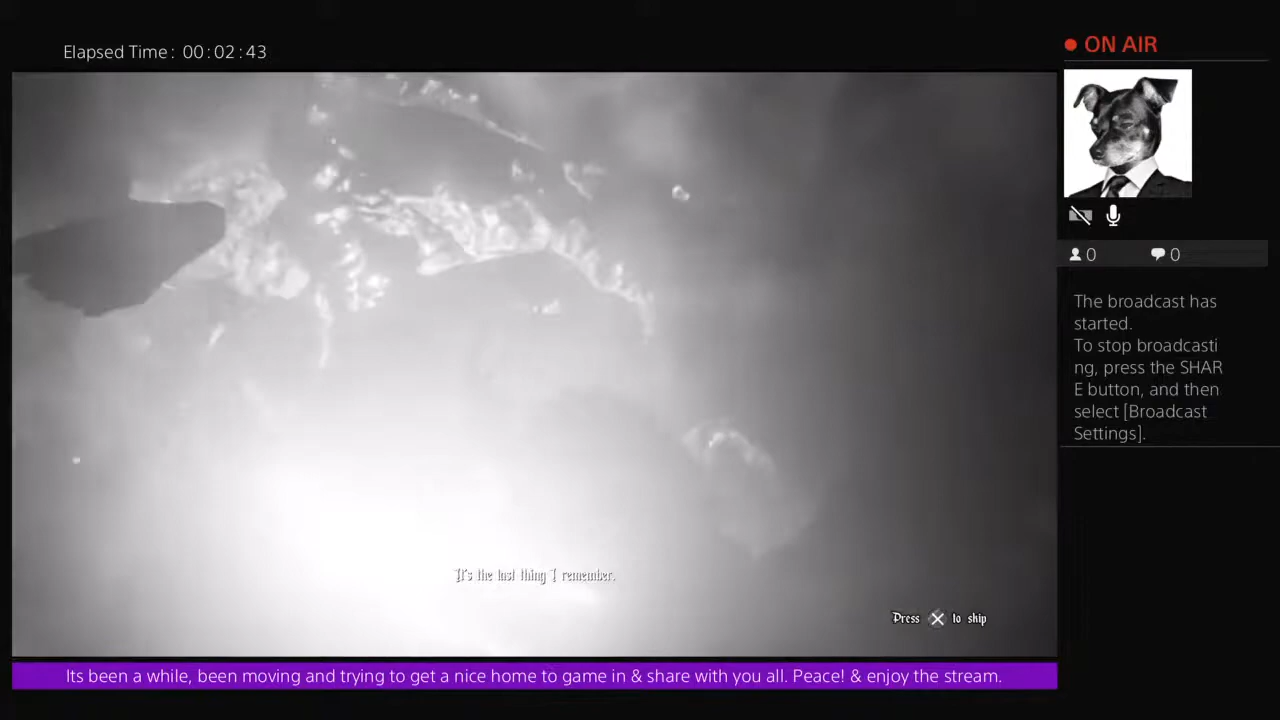 Elapsed Time: 00:02:43
ON AIR
0 0
The broadcast has
started.
To stop broadcasti
ng, press the SHAR
E button, and then
select [Broadcast
Settings].
It's the last thing I remember.
Press to skip
Its been a while, been moving and trying to get a nice home to game in & share with you all. Peace! & enjoy the stream.